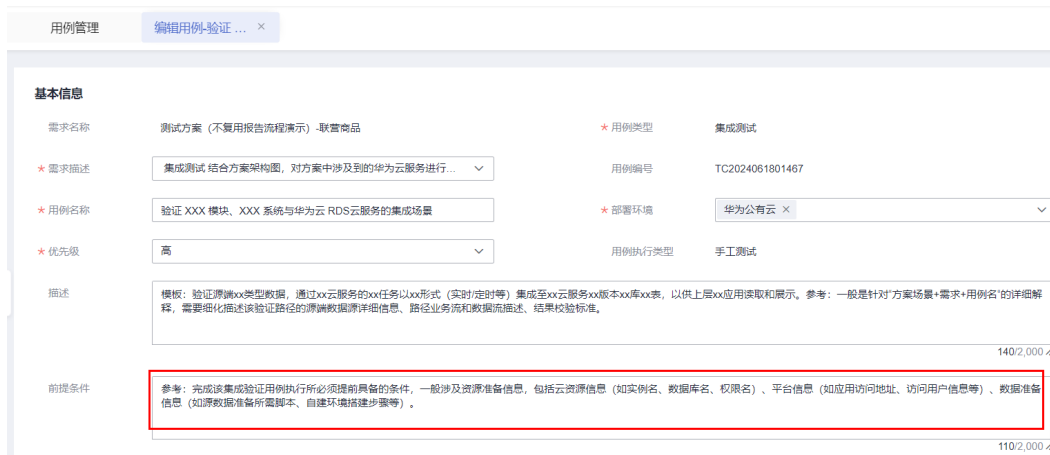 用例管理 编辑用例-验证 ... ×
基本信息
需求名称 测试方案（不复用报告流程演示）-联营商品 * 用例类型 集成测试
* 需求描述 集成测试 结合方案架构图，对方案中涉及到的华为云服务进行... 用例编号 TC2024061801467
* 用例名称 验证 XXX 模块、XXX 系统与华为云 RDS云服务的集成场景 * 部署环境 华为公有云 ×
* 优先级 高 用例执行类型 手工测试
描述 模板：验证源端xx类型数据，通过xx云服务的xx任务以xx形式（实时/定时等）集成至xx云服务xx版本xx库xx表，以供上层xx应用读取和展示。参考：一般是针对“方案场景+需求+用例名”的详细解
释，需要细化描述该验证路径的源端数据源详细信息、路径业务流和数据流描述、结果校验标准。
140/2,000
前提条件 参考：完成该集成验证用例执行所必须提前具备的条件，一般涉及资源准备信息，包括云资源信息（如实例名、数据库名、权限名）、平台信息（如应用访问地址、访问用户信息等）、数据准备
信息（如源数据准备所需脚本、自建环境搭建步骤等）。
110/2,000